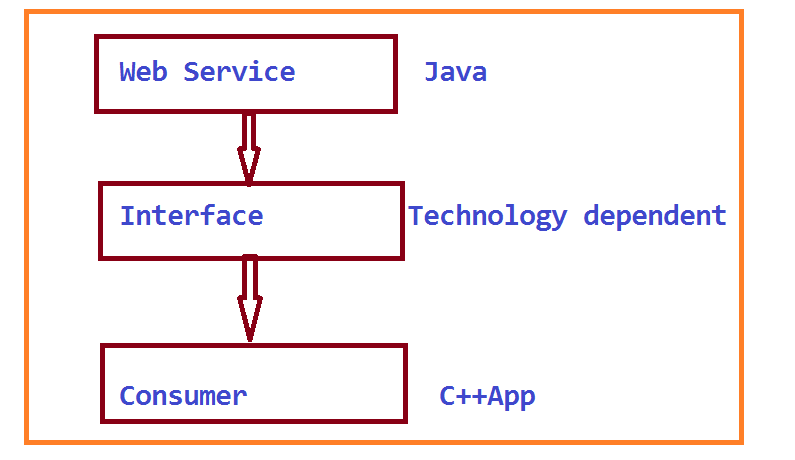 Web Service Java
Interface Technology dependent
Consumer C++App